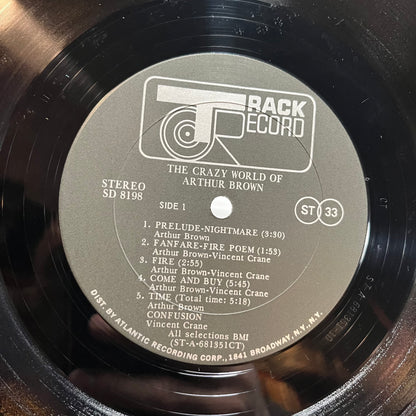 TRACK
RECORD
THE CRAZY WORLD OF
ARTHUR BROWN
STEREO
SD 8198
SIDE 1
ST 33
1. PRELUDE-NIGHTMARE (3:30)
Arthur Brown
2. FANFARE-FIRE POEM (1:53)
Arthur Brown-Vincent Crane
3. FIRE (2:55)
Arthur Brown-Vincent Crane
4. COME AND BUY (5:45)
Arthur Brown-Vincent Crane
5. TIME (Total time: 5:18)
Arthur Brown
CONFUSION
Vincent Crane
All selections BMI
(ST-A-681351CT)
DIST. BY ATLANTIC RECORDING CORP., 1841 BROADWAY, N.Y., N.Y.